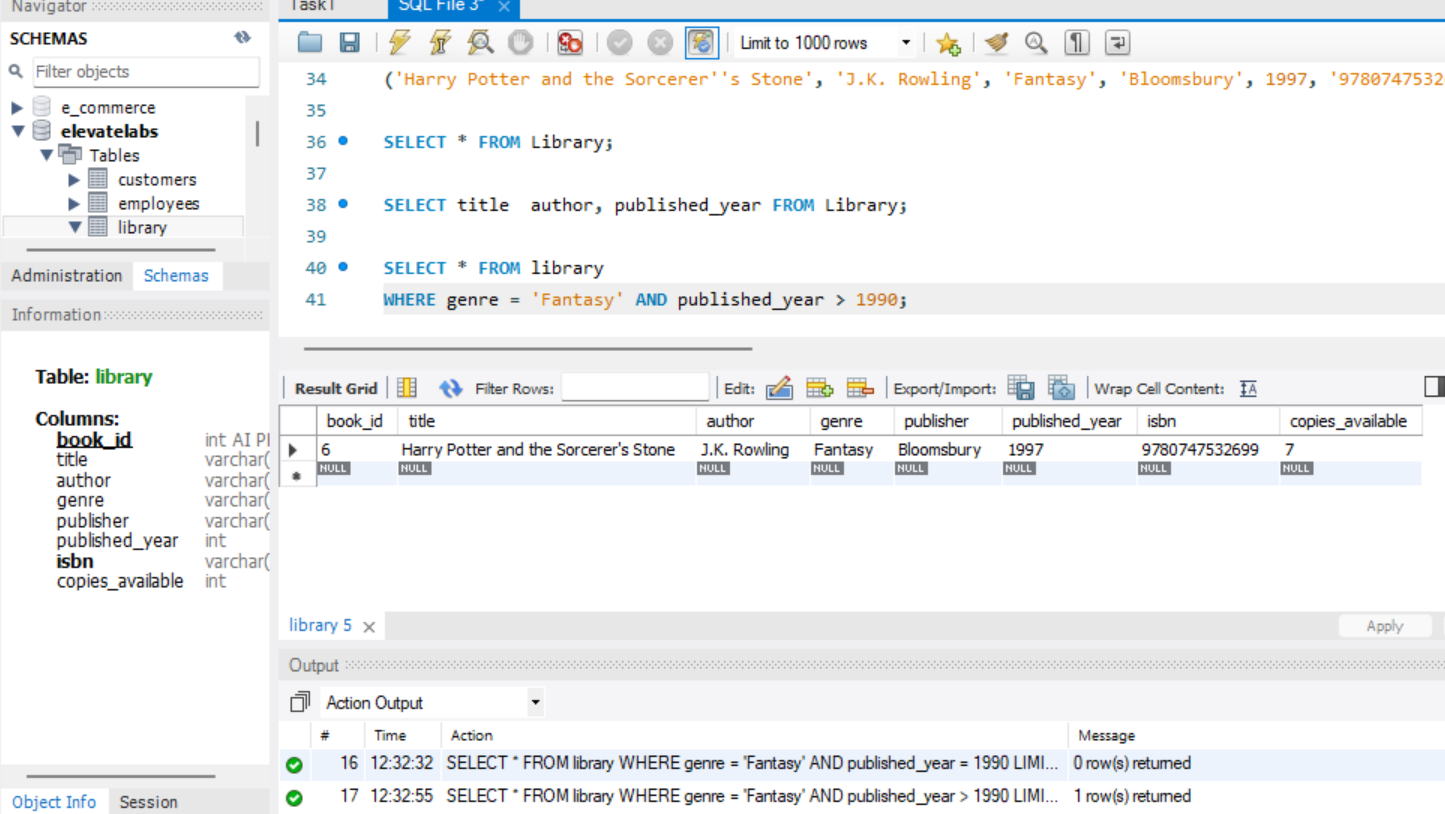 Navigator
Task1 SQL File 3*
SCHEMAS
Limit to 1000 rows
Filter objects
e_commerce
elevatelabs
Tables
customers
employees
library
Administration Schemas
Information
Table: library
Columns:
book_id int AI
title varchar(
author varchar(
genre varchar(
publisher varchar(
published_year int
isbn varchar(
copies_available int
Object Info Session
34 ('Harry Potter and the Sorcerer''s Stone', 'J.K. Rowling', 'Fantasy', 'Bloomsbury', 1997, '9780747532
35
36 SELECT * FROM Library;
37
38 SELECT title  author, published_year FROM Library;
39
40 SELECT * FROM library
41 WHERE genre = 'Fantasy' AND published_year > 1990;
Result Grid Filter Rows: Edit: Export/Import: Wrap Cell Content:
book_id title author genre publisher published_year isbn copies_available
6 Harry Potter and the Sorcerer's Stone J.K. Rowling Fantasy Bloomsbury 1997 9780747532699 7
NULL NULL NULL NULL NULL NULL NULL NULL
library 5 Apply
Output
Action Output
# Time Action Message
16 12:32:32 SELECT * FROM library WHERE genre = 'Fantasy' AND published_year = 1990 LIMI... 0 row(s) returned
17 12:32:55 SELECT * FROM library WHERE genre = 'Fantasy' AND published_year > 1990 LIMI... 1 row(s) returned